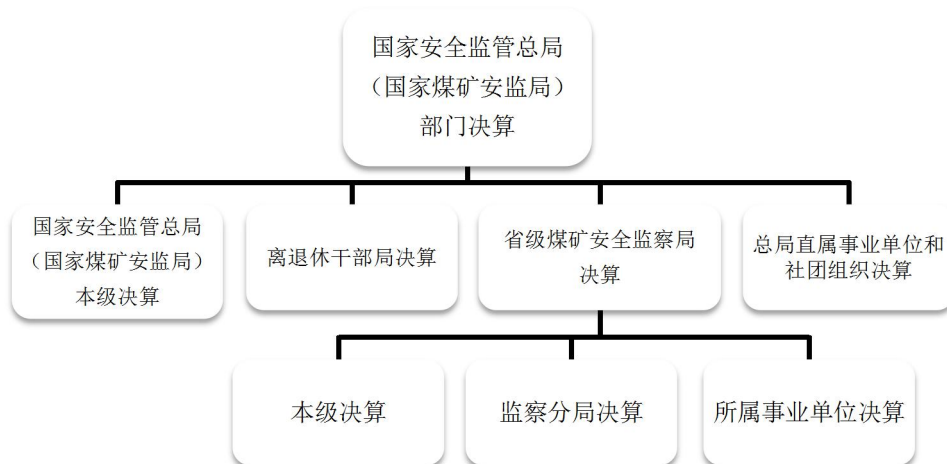 国家安全监管总局
（国家煤矿安监局）
部门决算
国家安全监管总局
（国家煤矿安监局）
本级决算
离退休干部局决算
省级煤矿安全监察局
决算
总局直属事业单位和
社团组织决算
本级决算
监察分局决算
所属事业单位决算